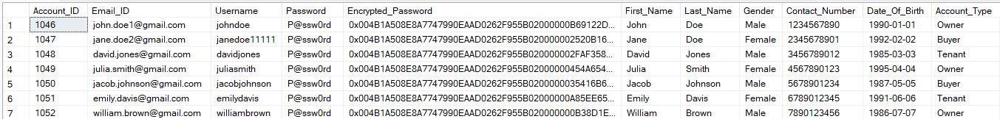 Account_ID Email_ID Username Password Encrypted_Password First_Name Last_Name Gender Contact_Number Date_Of_Birth Account_Type
1 1046 john.doe1@gmail.com johndoe P@ssw0rd 0x004B1A508E8A7747990EAAD0262F955B02000000B69122D... John Doe Male 1234567890 1990-01-01 Owner
2 1047 jane.doe2@gmail.com janedoe11111 P@ssw0rd 0x004B1A508E8A7747990EAAD0262F955B020000002520B16... Jane Doe Female 2345678901 1992-02-02 Buyer
3 1048 david.jones@gmail.com davidjones P@ssw0rd 0x004B1A508E8A7747990EAAD0262F955B020000002FAF358... David Jones Male 3456789012 1985-03-03 Tenant
4 1049 julia.smith@gmail.com juliasmith P@ssw0rd 0x004B1A508E8A7747990EAAD0262F955B02000000454A654... Julia Smith Female 4567890123 1995-04-04 Owner
5 1050 jacob.johnson@gmail.com jacobjohnson P@ssw0rd 0x004B1A508E8A7747990EAAD0262F955B0200000035416B6... Jacob Johnson Male 5678901234 1987-05-05 Buyer
6 1051 emily.davis@gmail.com emilydavis P@ssw0rd 0x004B1A508E8A7747990EAAD0262F955B02000000A85EE65... Emily Davis Female 6789012345 1991-06-06 Tenant
7 1052 william.brown@gmail.com williambrown P@ssw0rd 0x004B1A508E8A7747990EAAD0262F955B0200000000B38D1E... William Brown Male 7890123456 1986-07-07 Owner